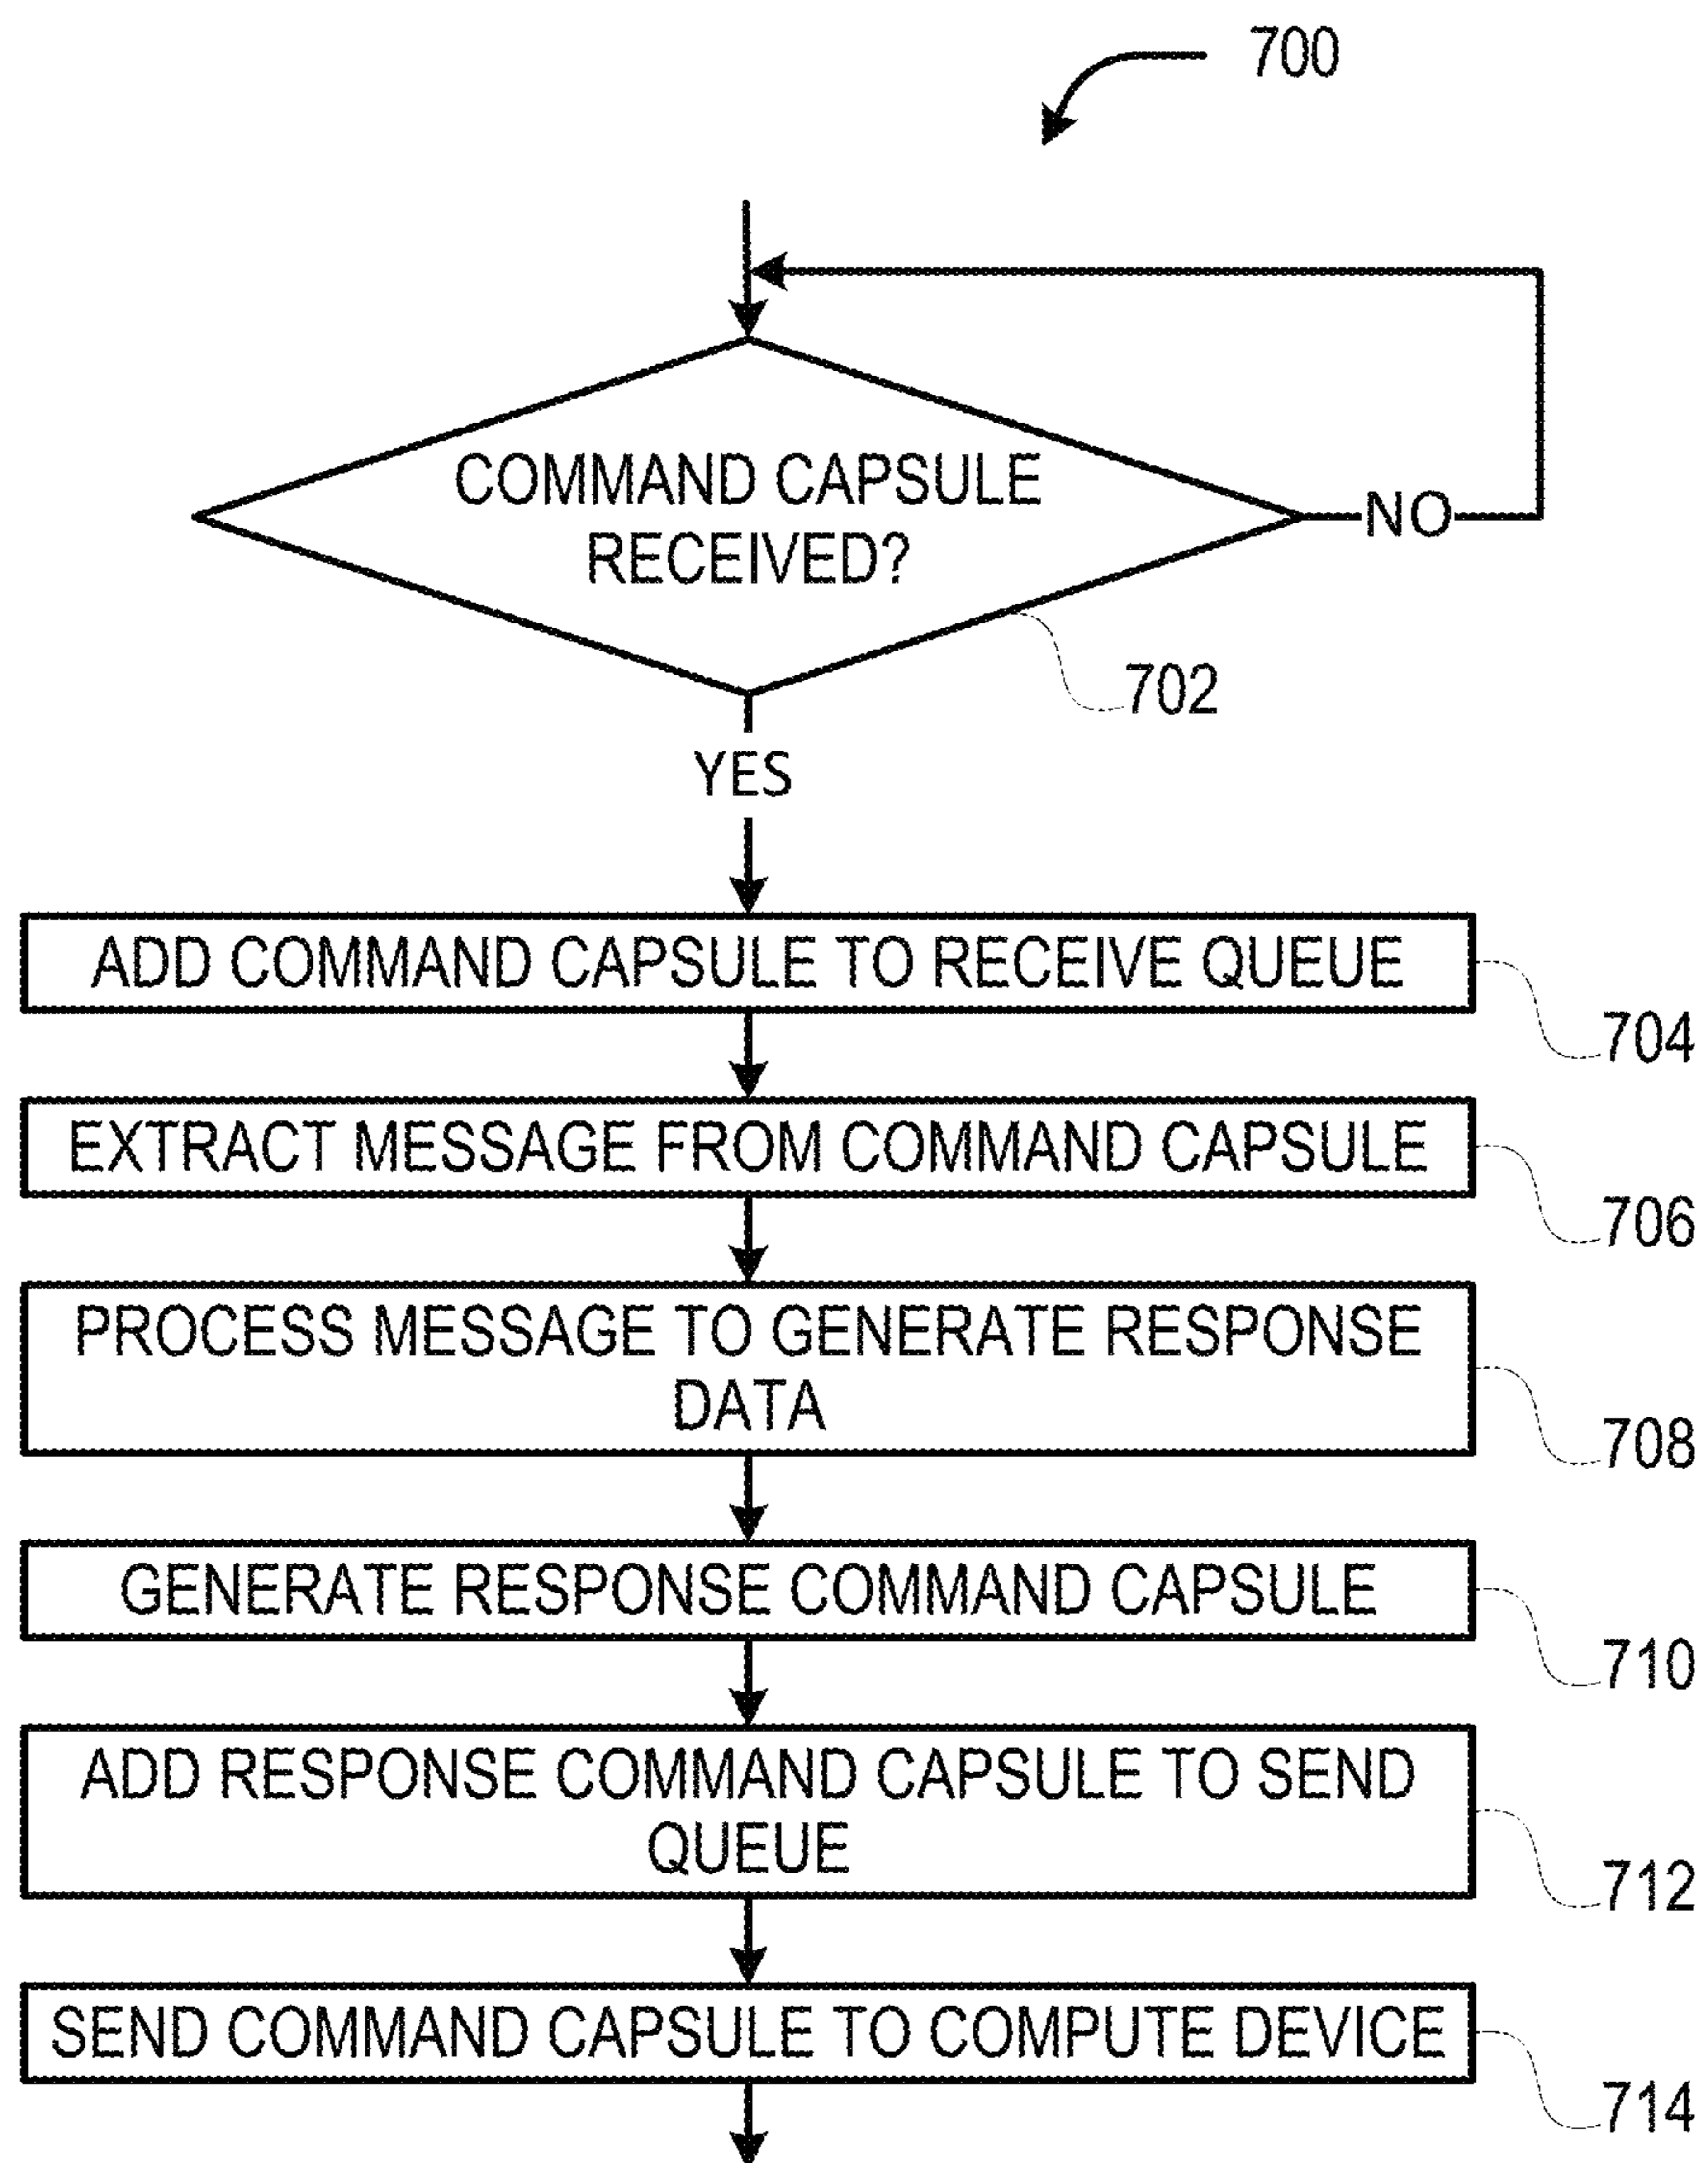 700
COMMAND CAPSULE
RECEIVED?
NO
702
YES
ADD COMMAND CAPSULE TO RECEIVE QUEUE
704
EXTRACT MESSAGE FROM COMMAND CAPSULE
706
PROCESS MESSAGE TO GENERATE RESPONSE
DATA
708
GENERATE RESPONSE COMMAND CAPSULE
710
ADD RESPONSE COMMAND CAPSULE TO SEND
QUEUE
712
SEND COMMAND CAPSULE TO COMPUTE DEVICE
714